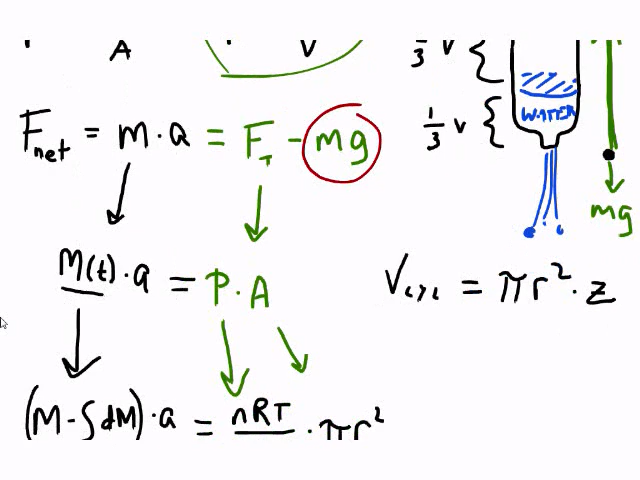 A V
1/3 V
WATER
1/3 V
F_net = m·a = F_T - mg
mg
M(t)·a = P·A
V_cyl = πr²·z
(M-∫dM)·a = nRT/ · πr²